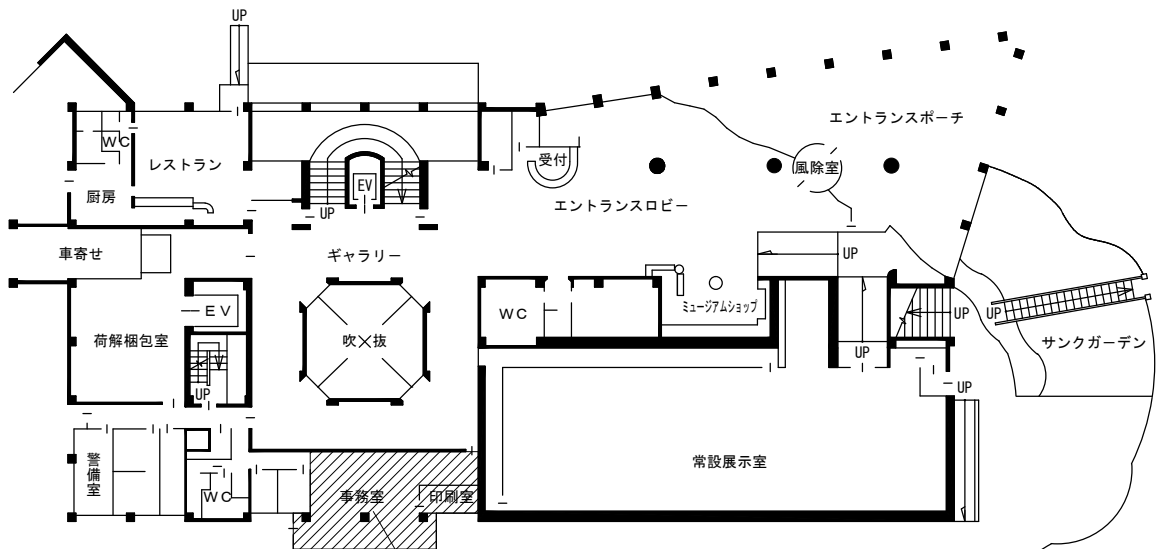 UP
エントランスポーチ
WC
レストラン
受付
風除室
EV
厨房
UP
エントランスロビー
車寄せ
ギャラリー
UP
ＥＶ
ＷＣ
ミュージアムショップ
UP
UP
荷解梱包室
吹抜
サンクガーデン
UP
UP
UP
常設展示室
警備室
ＷＣ
事務室
印刷室